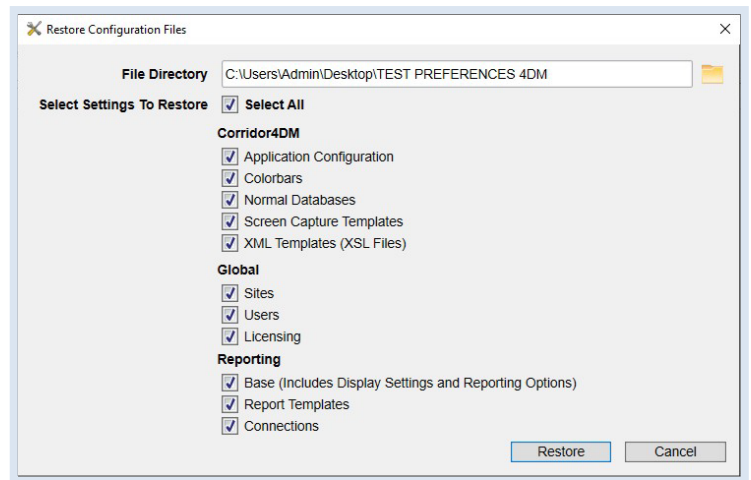 Restore Configuration Files
File Directory C:\Users\Admin\Desktop\TEST PREFERENCES 4DM
Select Settings To Restore Select All
Corridor4DM
Application Configuration
Colorbars
Normal Databases
Screen Capture Templates
XML Templates (XSL Files)
Global
Sites
Users
Licensing
Reporting
Base (Includes Display Settings and Reporting Options)
Report Templates
Connections
Restore Cancel